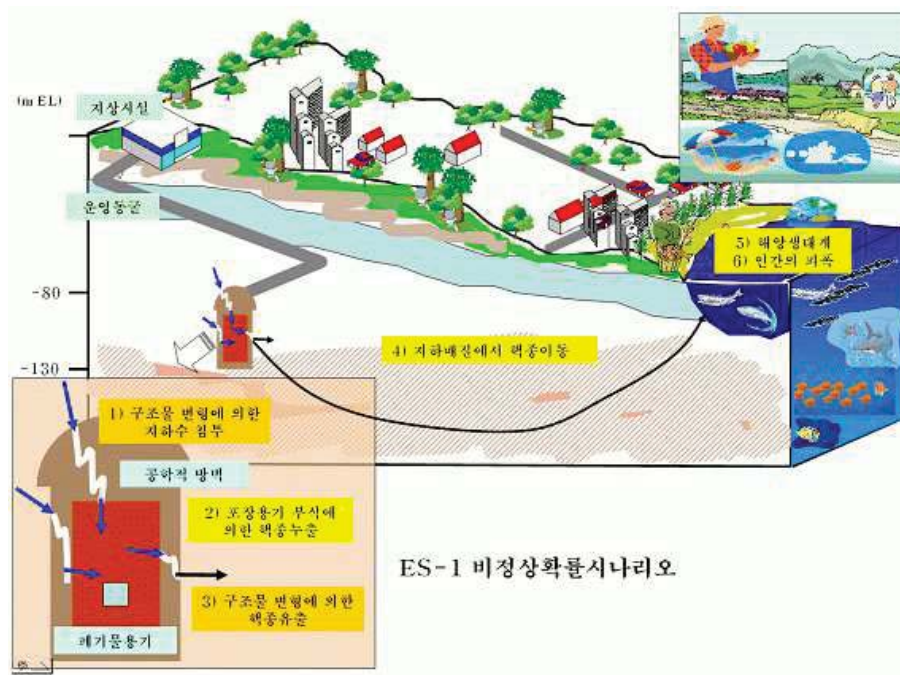 (m EL)
지상시설
운영동굴
-80
-130
5) 해양생태계
6) 인간의 피폭
4) 지하매질에서 핵종이동
1) 구조물 변형에 의한
지하수 침투
공학적 방벽
2) 포장용기 부식에
의한 핵종누출
3) 구조물 변형에 의한
핵종유출
폐기물용기
ES-1 비정상확률시나리오